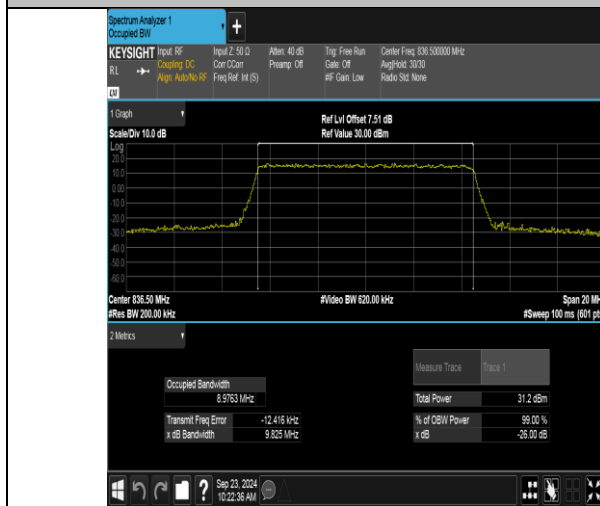 Spectrum Analyzer 1
Occupied BW
+
KEYSIGHT Input: RF Input Z: 50 Ω Atten: 40 dB Trig: Free Run Center Freq: 836.500000 MHz
RL Coupling: DC Corr CCorr Preamp: Off Gate: Off Avg|Hold: 30/30
Align: Auto/No RF Freq Ref: Int (S) #IF Gain: Low Radio Std: None
LXI
1 Graph Ref Lvl Offset 7.51 dB
Scale/Div 10.0 dB Ref Value 30.00 dBm
Log
20.0
10.0
0.00
-10.0
-20.0
-30.0
-40.0
-50.0
-60.0
Center 836.50 MHz #Video BW 620.00 kHz Span 20 MHz
#Res BW 200.00 kHz #Sweep 100 ms (601 pts
2 Metrics
Measure Trace Trace 1
Occupied Bandwidth
8.9763 MHz Total Power 31.2 dBm
Transmit Freq Error -12.416 kHz % of OBW Power 99.00 %
x dB Bandwidth 9.825 MHz x dB -26.00 dB
Sep 23, 2024
10:22:36 AM